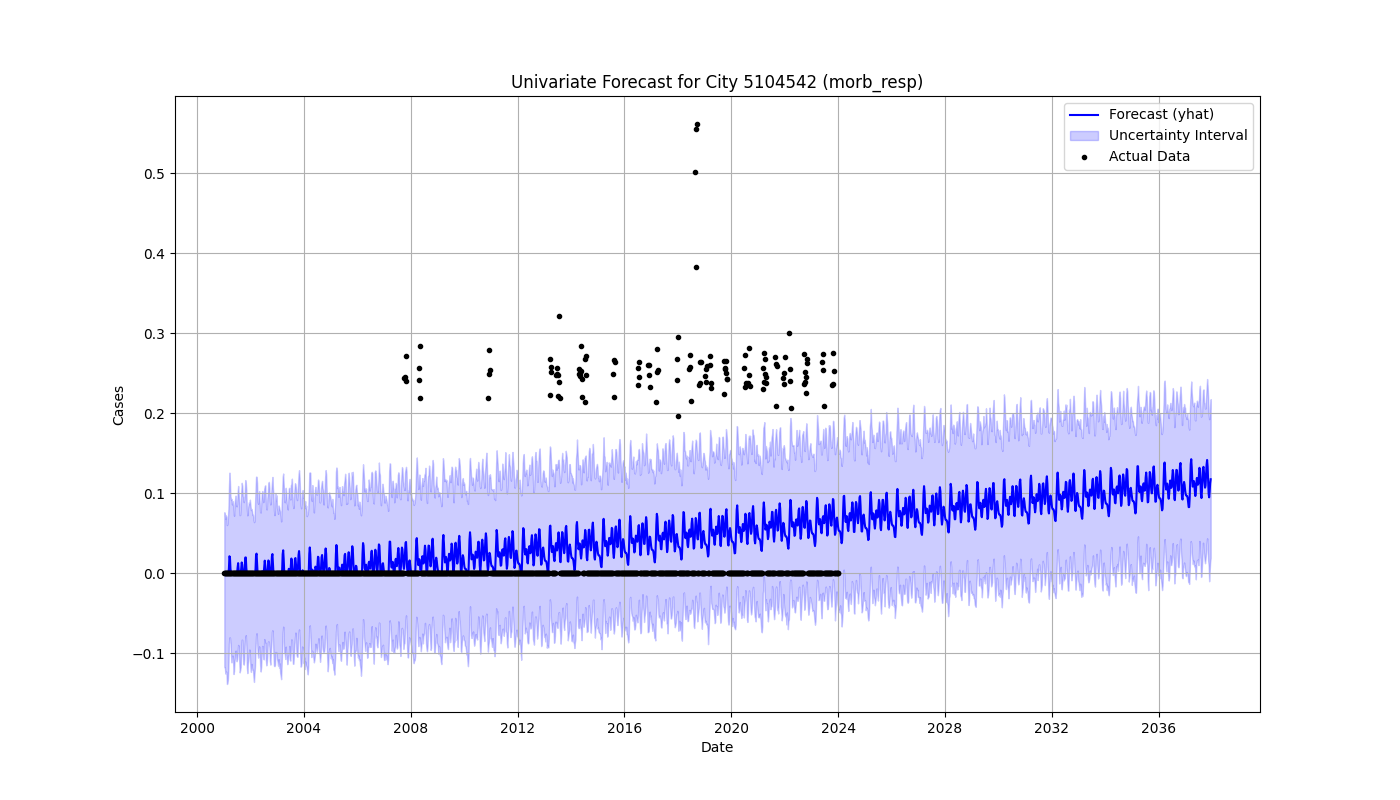 Univariate Forecast for City 5104542 (morb_resp)
Forecast (yhat)
Uncertainty Interval
Actual Data
Cases
0.5
0.4
0.3
0.2
0.1
0.0
−0.1
2000 2004 2008 2012 2016 2020 2024 2028 2032 2036
Date